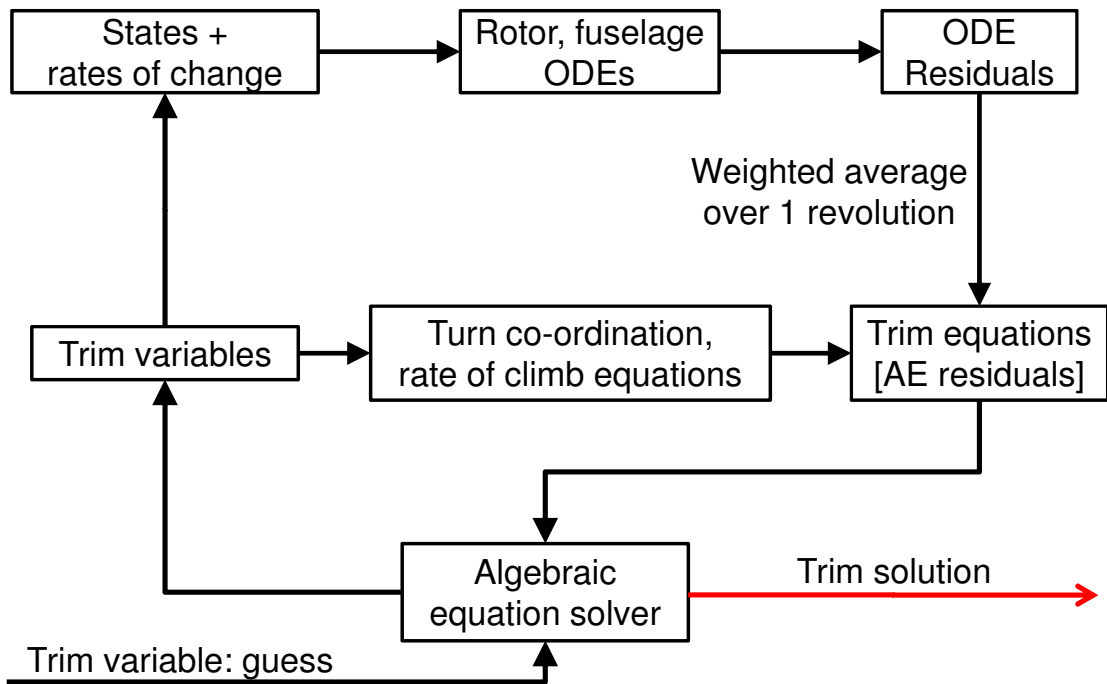 States +
rates of change
Rotor, fuselage
ODEs
ODE
Residuals
Weighted average
over 1 revolution
Trim variables
Turn co-ordination,
rate of climb equations
Trim equations
[AE residuals]
Algebraic
equation solver
Trim solution
Trim variable: guess